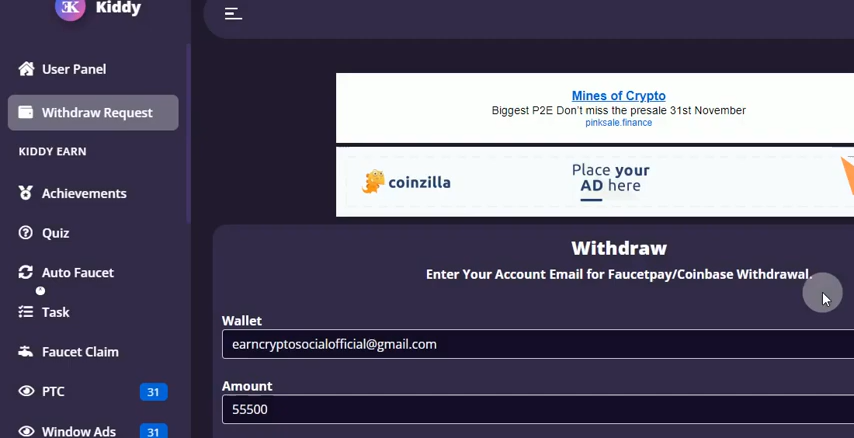 Kiddy
User Panel
Withdraw Request
KIDDY EARN
Achievements
Quiz
Auto Faucet
Task
Faucet Claim
PTC 31
Window Ads 31
Mines of Crypto
Biggest P2E Don't miss the presale 31st November
pinksale.finance
coinzilla
Place your
AD here
Withdraw
Enter Your Account Email for Faucetpay/Coinbase Withdrawal.
Wallet
earncryptosocialofficial@gmail.com
Amount
55500